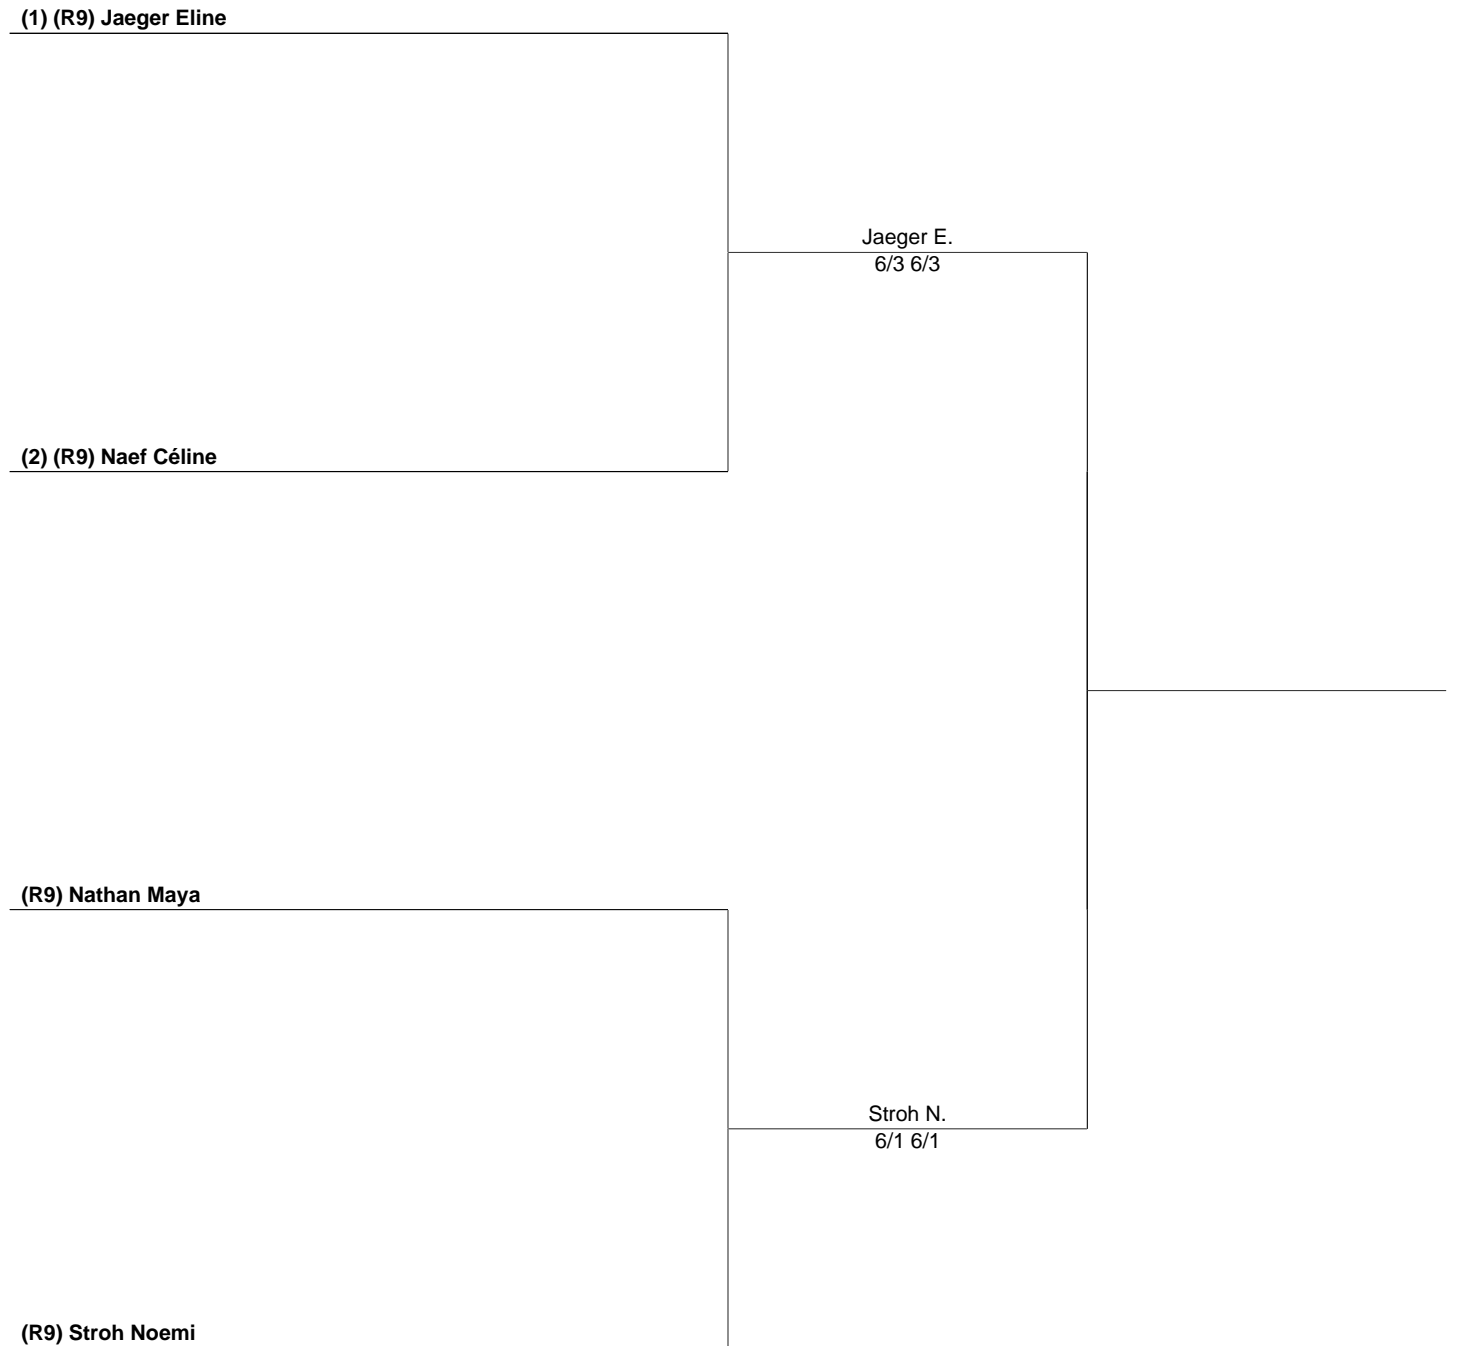 (1) (R9) Jaeger Eline
Jaeger E.
6/3 6/3
(2) (R9) Naef Céline
(R9) Nathan Maya
Stroh N.
6/1 6/1
(R9) Stroh Noemi